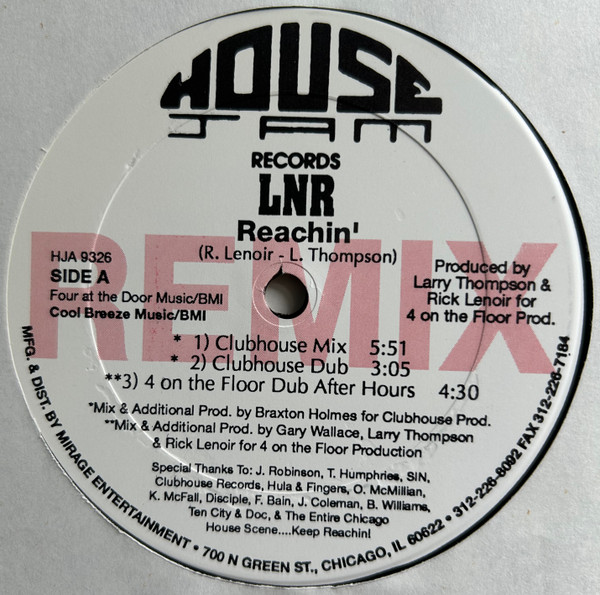 HOUSE
JAM
RECORDS
LNR
Reachin'
(R. Lenoir - L. Thompson)
REMIX
HJA 9326
SIDE A
Four at the Door Music/BMI
Cool Breeze Music/BMI
Produced by
Larry Thompson &
Rick Lenoir for
4 on the Floor Prod.
* 1) Clubhouse Mix 5:51
* 2) Clubhouse Dub 3:05
**3) 4 on the Floor Dub After Hours 4:30
*Mix & Additional Prod. by Braxton Holmes for Clubhouse Prod.
**Mix & Additional Prod. by Gary Wallace, Larry Thompson
& Rick Lenoir for 4 on the Floor Production
Special Thanks To: J. Robinson, T. Humphries, SIN,
Clubhouse Records, Hula & Fingers, O. McMillian,
K. McFall, Disciple, F. Bain, J. Coleman, B. Williams,
Ten City & Doc, & The Entire Chicago
House Scene....Keep Reachin!
MFG. & DIST. BY MIRAGE ENTERTAINMENT • 700 N GREEN ST., CHICAGO, IL 60622 • 312-226-8092 FAX 312-226-7184